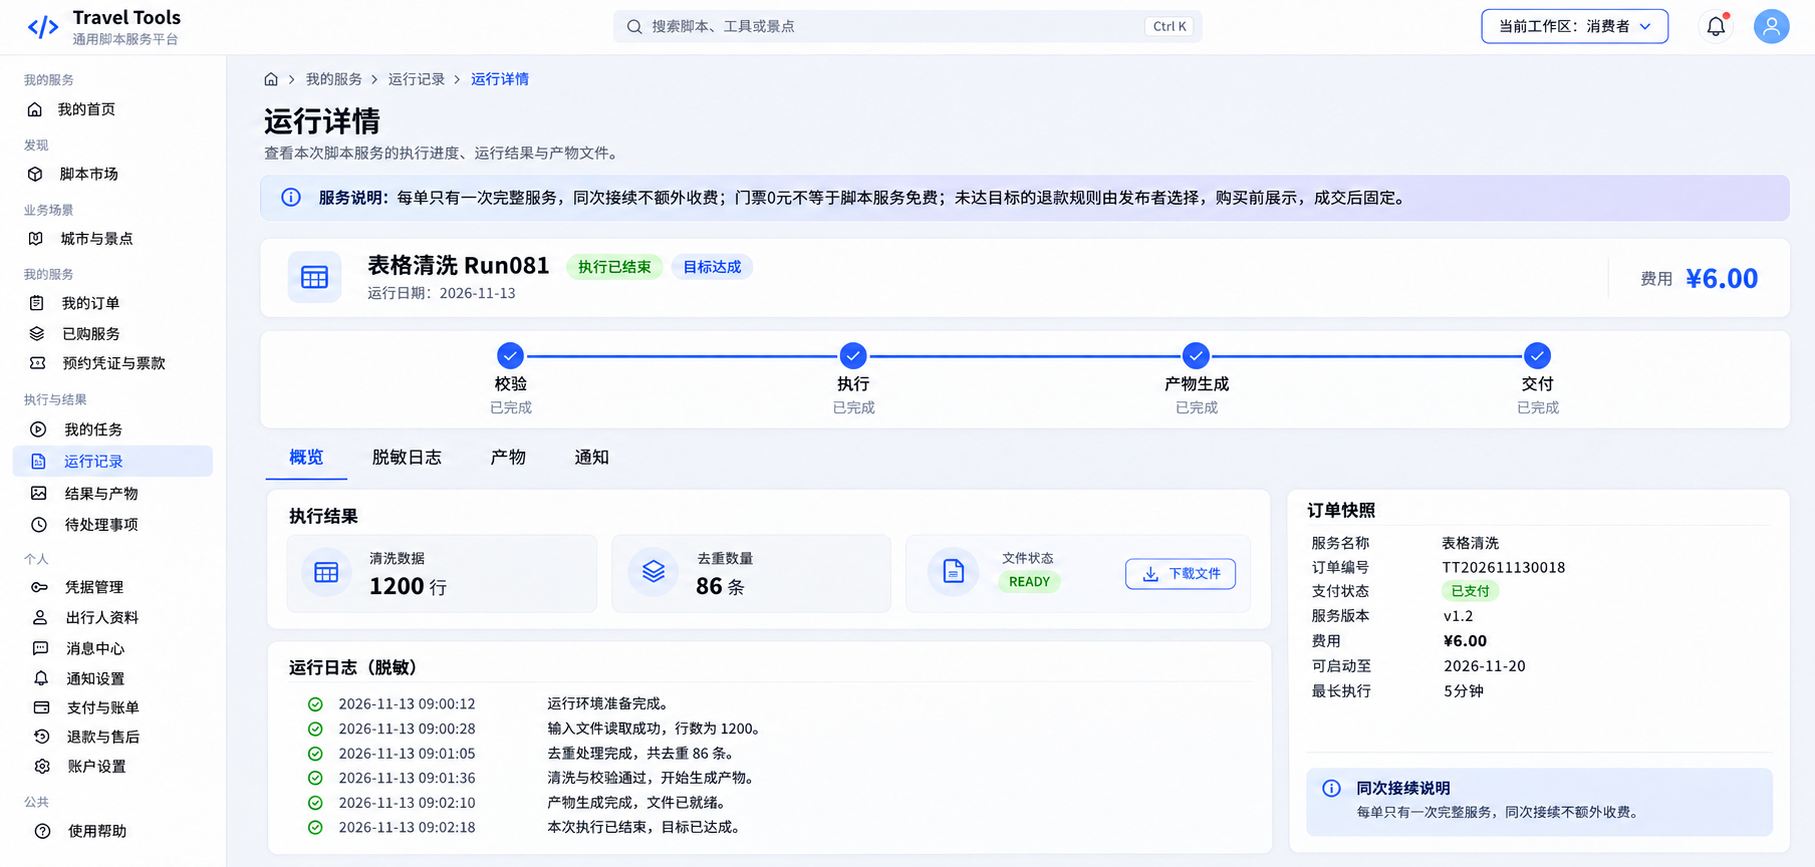 Travel Tools
通用脚本服务平台
搜索脚本、工具或景点
Ctrl K
当前工作区：消费者
我的服务
我的首页
发现
脚本市场
业务场景
城市与景点
我的服务
我的订单
已购服务
预约凭证与票款
执行与结果
我的任务
运行记录
结果与产物
待处理事项
个人
凭据管理
出行人资料
消息中心
通知设置
支付与账单
退款与售后
账户设置
公共
使用帮助
我的服务 > 运行记录 > 运行详情
运行详情
查看本次脚本服务的执行进度、运行结果与产物文件。
服务说明：每单只有一次完整服务，同次接续不额外收费；门票0元不等于脚本服务免费；未达目标的退款规则由发布者选择，购买前展示，成交后固定。
表格清洗 Run081 执行已结束 目标达成
运行日期：2026-11-13
费用 ¥6.00
校验 执行 产物生成 交付
已完成 已完成 已完成 已完成
概览 脱敏日志 产物 通知
执行结果
清洗数据
1200 行
去重数量
86 条
文件状态
READY
下载文件
运行日志（脱敏）
2026-11-13 09:00:12 运行环境准备完成。
2026-11-13 09:00:28 输入文件读取成功，行数为 1200。
2026-11-13 09:01:05 去重处理完成，共去重 86 条。
2026-11-13 09:01:36 清洗与校验通过，开始生成产物。
2026-11-13 09:02:10 产物生成完成，文件已就绪。
2026-11-13 09:02:18 本次执行已结束，目标已达成。
订单快照
服务名称 表格清洗
订单编号 TT202611130018
支付状态 已支付
服务版本 v1.2
费用 ¥6.00
可启动至 2026-11-20
最长执行 5分钟
同次接续说明
每单只有一次完整服务，同次接续不额外收费。